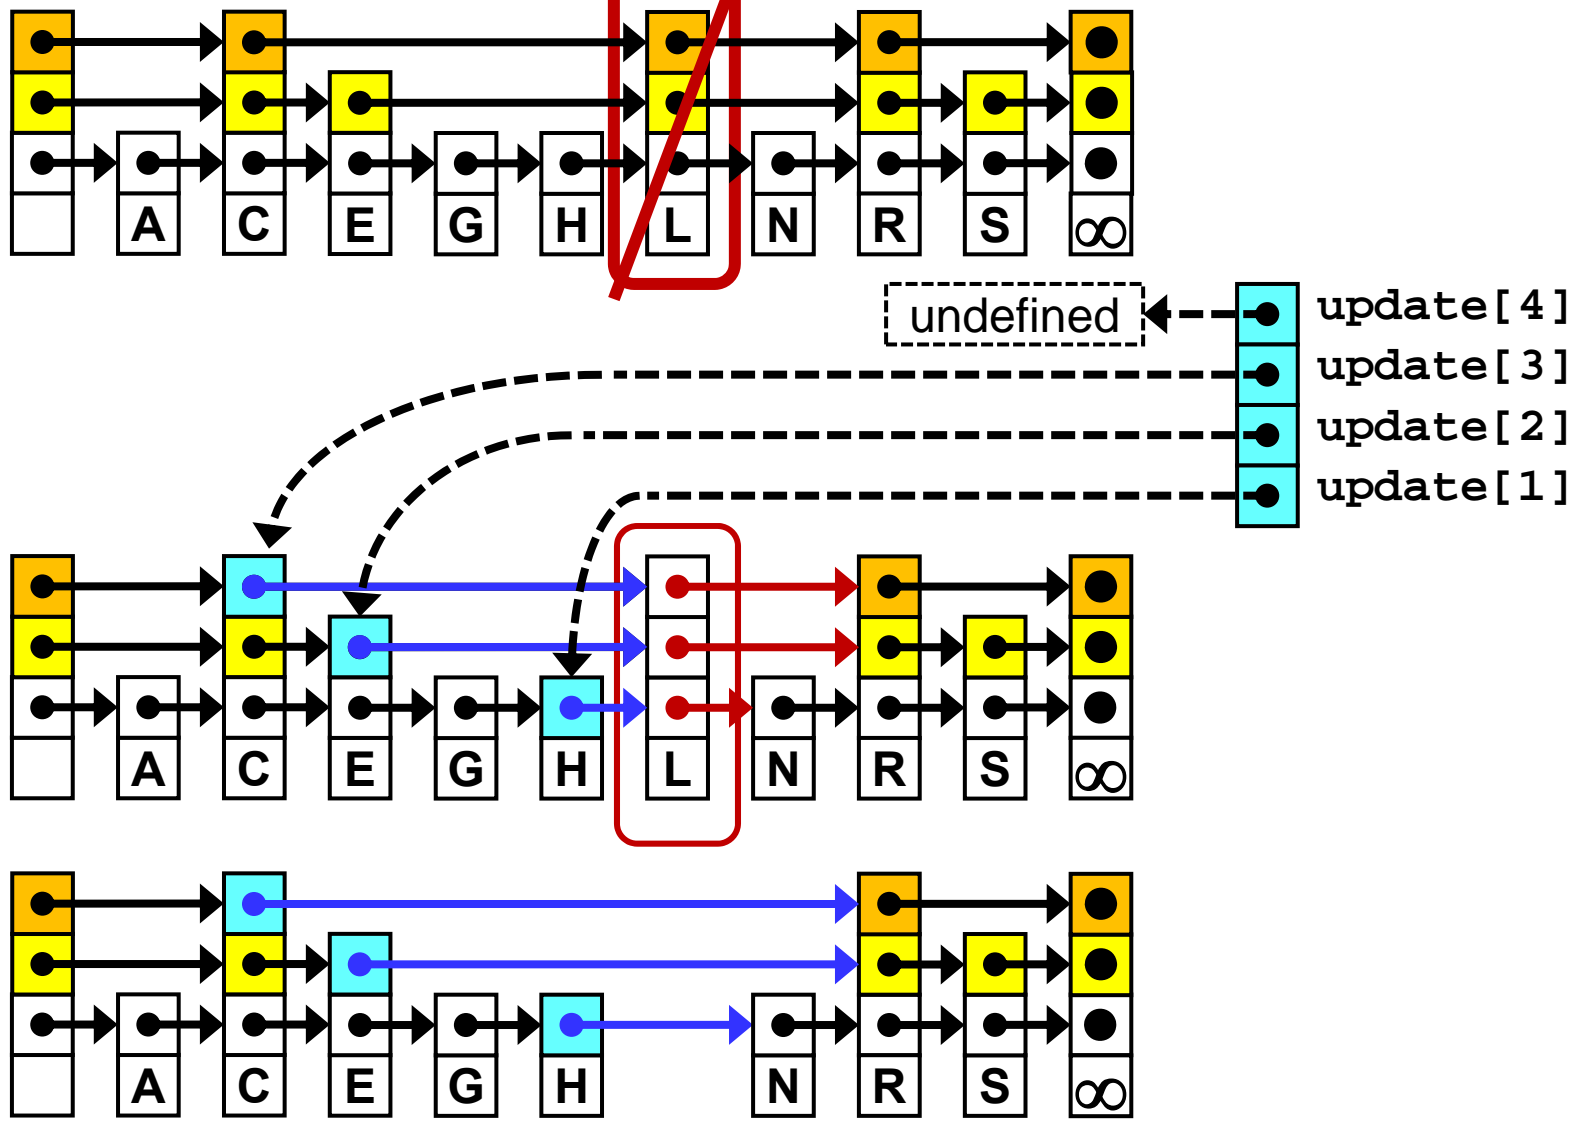 A C E G H L N R S ∞
undefined update[4]
update[3]
update[2]
update[1]
A C E G H L N R S ∞
A C E G H N R S ∞